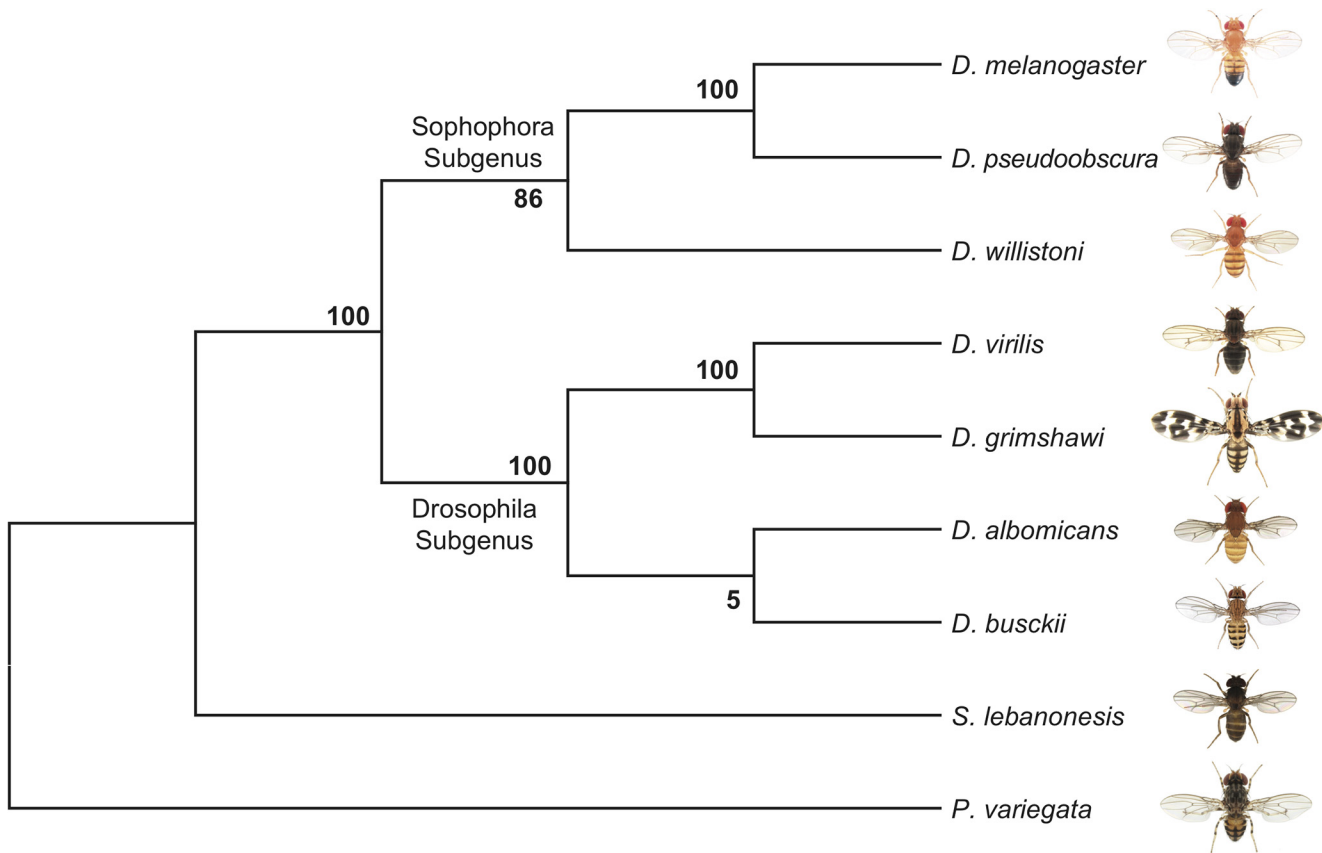 D. melanogaster
100
Sophophora
Subgenus
D. pseudoobscura
86
D. willistoni
100
D. virilis
100
D. grimshawi
100
Drosophila
Subgenus
D. albomicans
5
D. busckii
S. lebanonesis
P. variegata